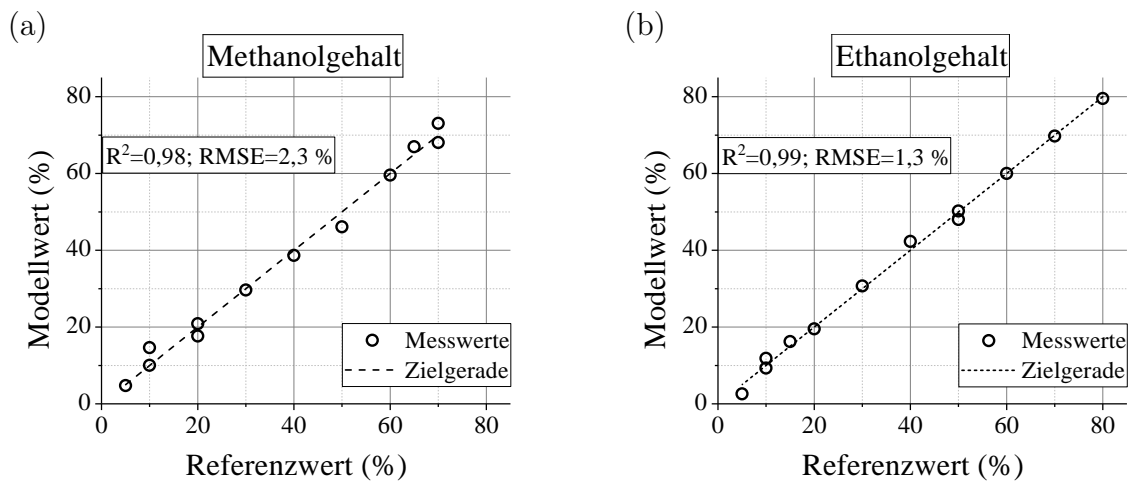 (a)
Methanolgehalt
R²=0,98; RMSE=2,3 %
Modellwert (%)
80
60
40
20
0
Messwerte
Zielgerade
0 20 40 60 80
Referenzwert (%)
(b)
Ethanolgehalt
R²=0,99; RMSE=1,3 %
Modellwert (%)
80
60
40
20
0
Messwerte
Zielgerade
0 20 40 60 80
Referenzwert (%)